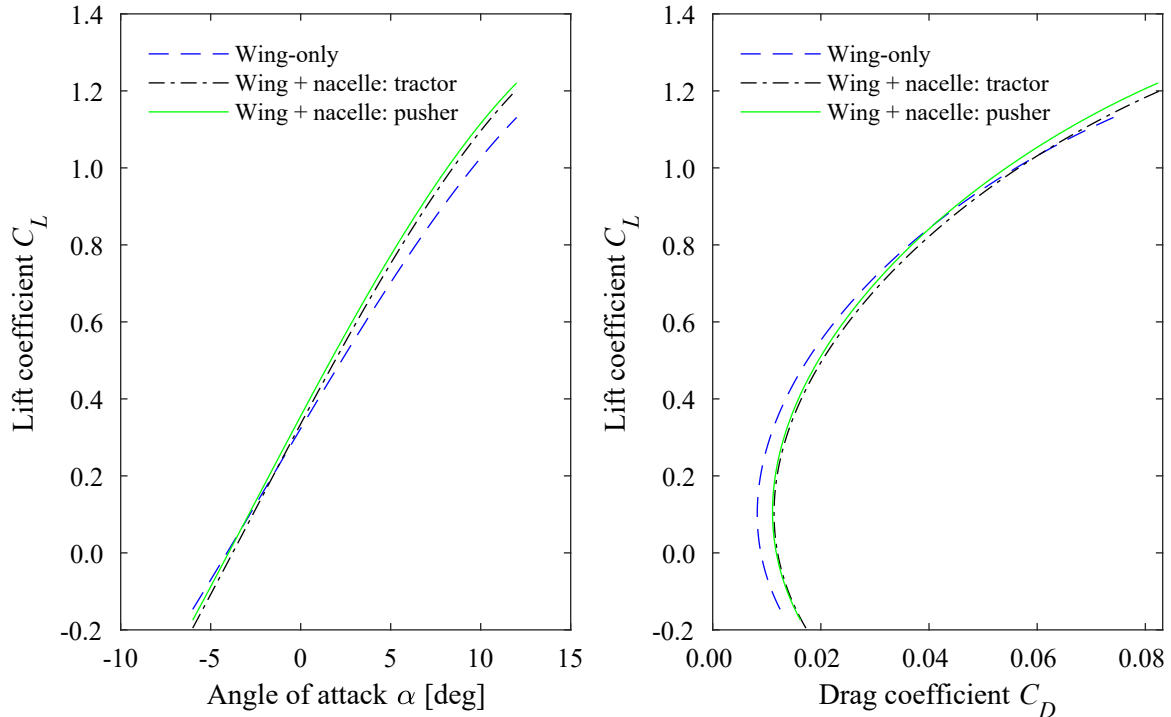 1.4
1.2
1.0
0.8
0.6
0.4
0.2
0.0
-0.2
Lift coefficient C_L
Wing-only
Wing + nacelle: tractor
Wing + nacelle: pusher
-10 -5 0 5 10 15
Angle of attack α [deg]
1.4
1.2
1.0
0.8
0.6
0.4
0.2
0.0
-0.2
Lift coefficient C_L
Wing-only
Wing + nacelle: tractor
Wing + nacelle: pusher
0.00 0.02 0.04 0.06 0.08
Drag coefficient C_D